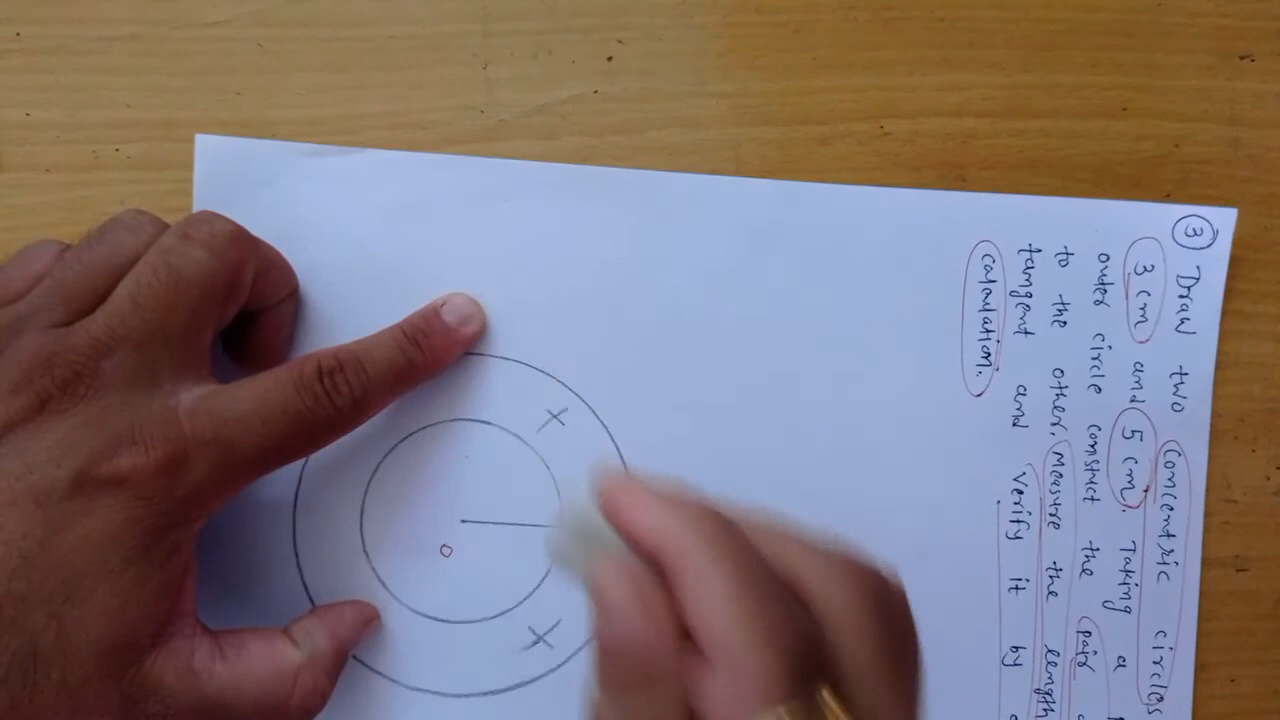 ③ Draw two concentric circles
3 cm and 5 cm. Taking a
outer circle construct the pair
to the other. Measure the length
tangent and verify it by
calculation.
O